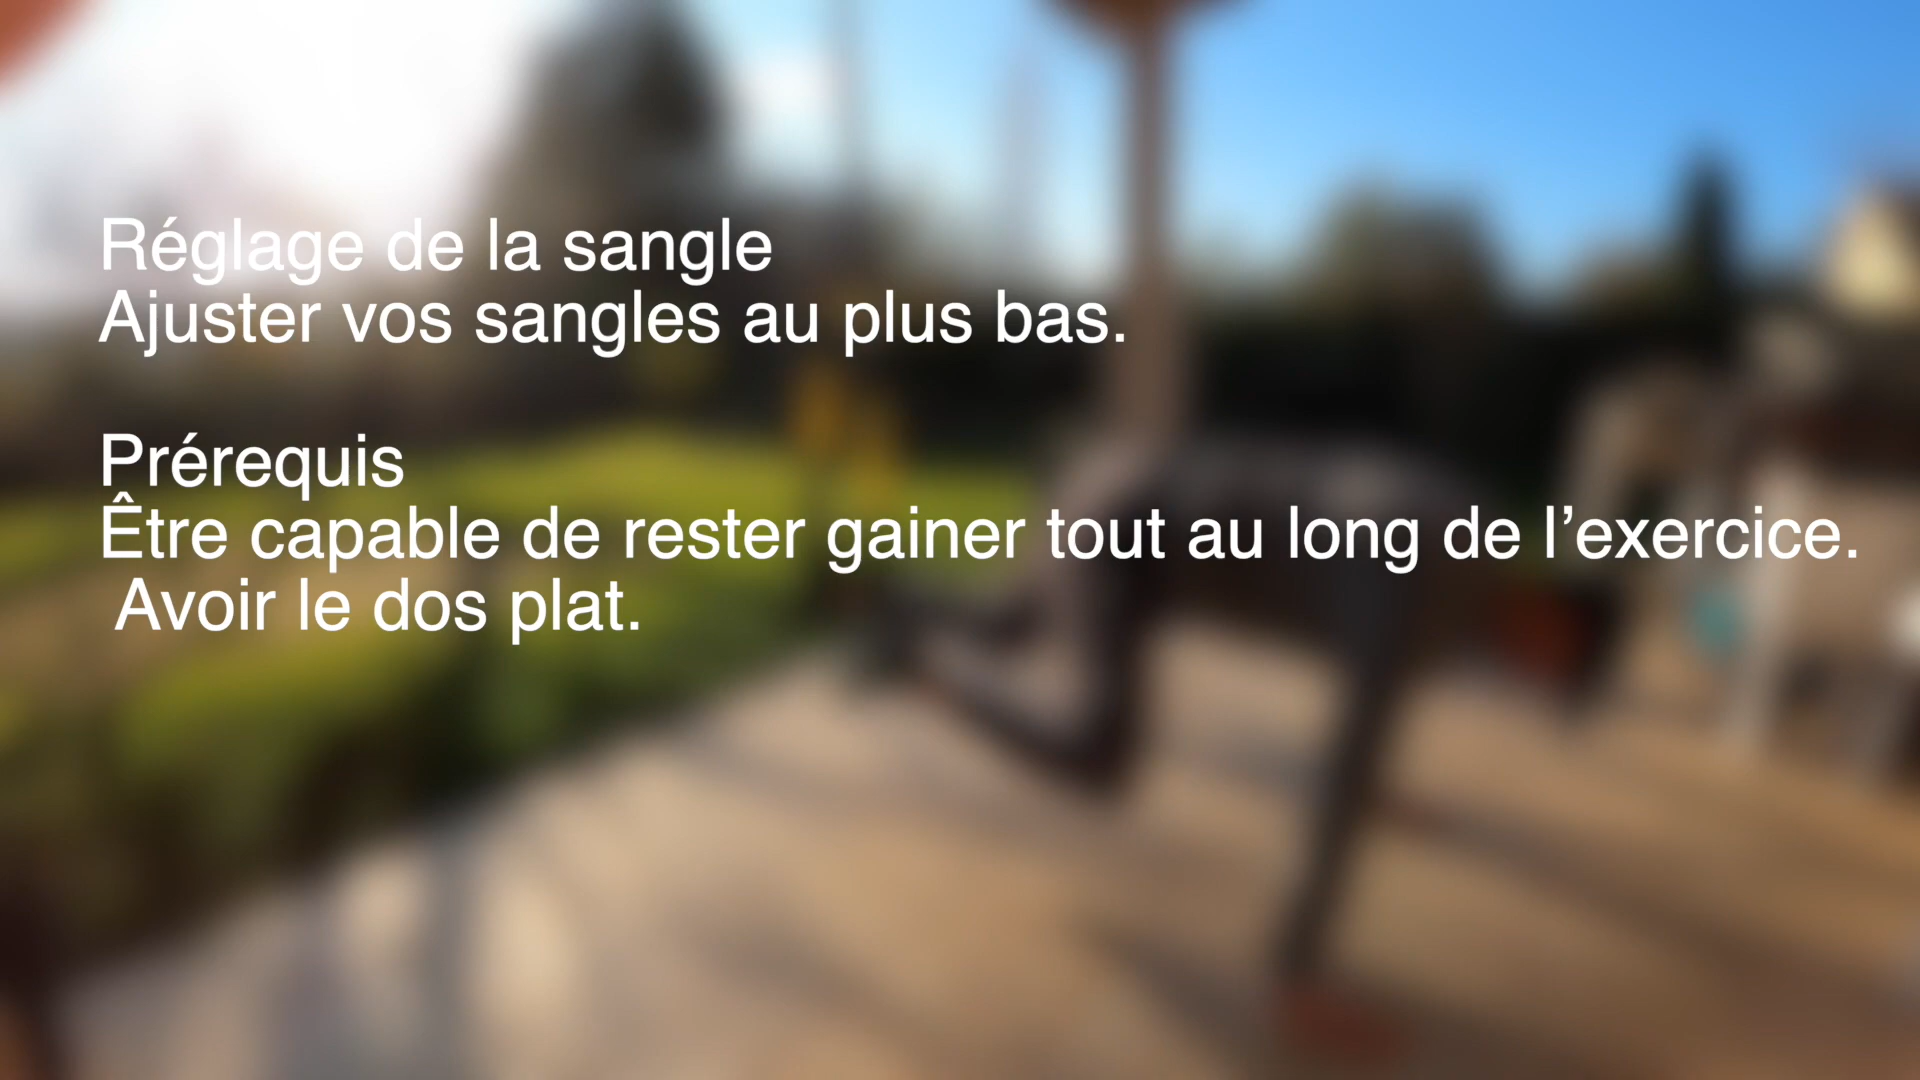 Réglage de la sangle
Ajuster vos sangles au plus bas.
Prérequis
Être capable de rester gainer tout au long de l’exercice.
Avoir le dos plat.